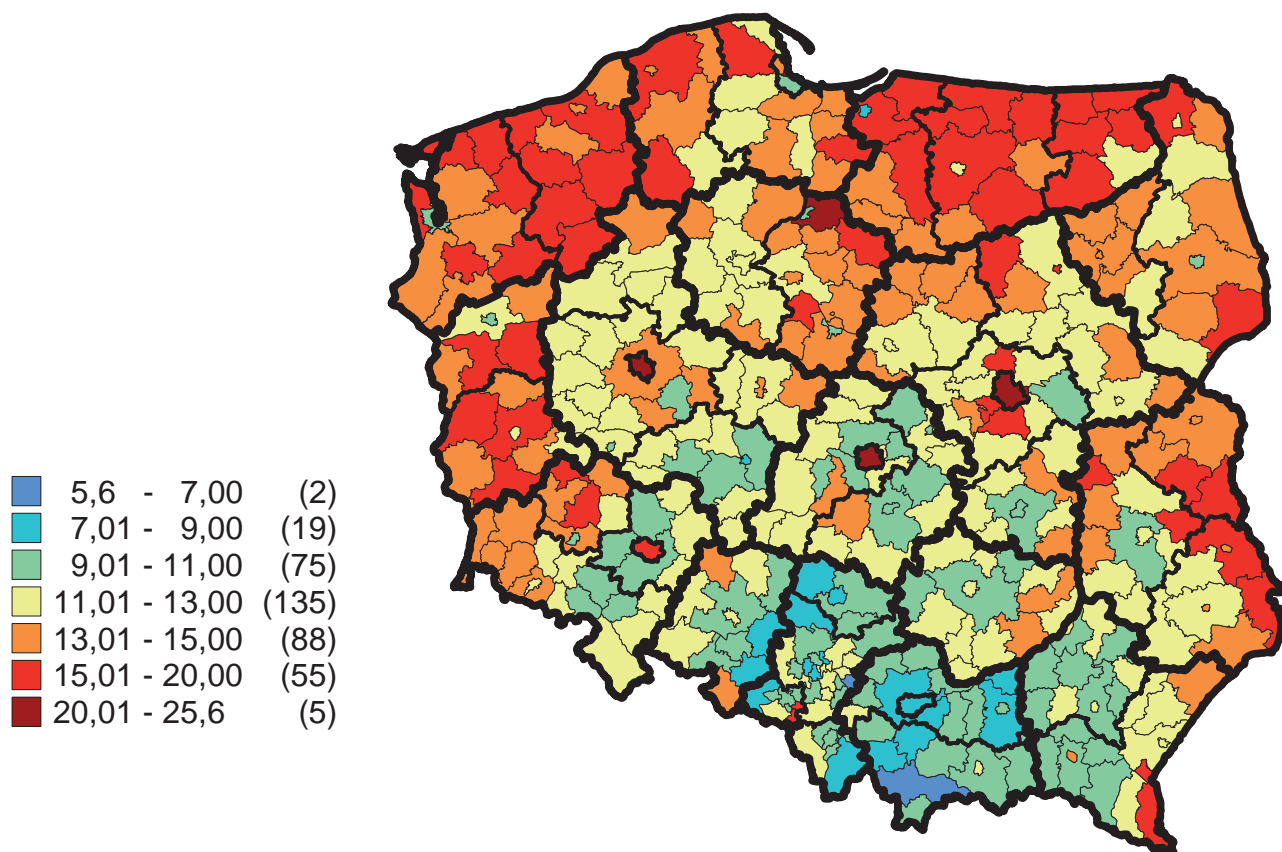 5,6 - 7,00 (2)
7,01 - 9,00 (19)
9,01 - 11,00 (75)
11,01 - 13,00 (135)
13,01 - 15,00 (88)
15,01 - 20,00 (55)
20,01 - 25,6 (5)